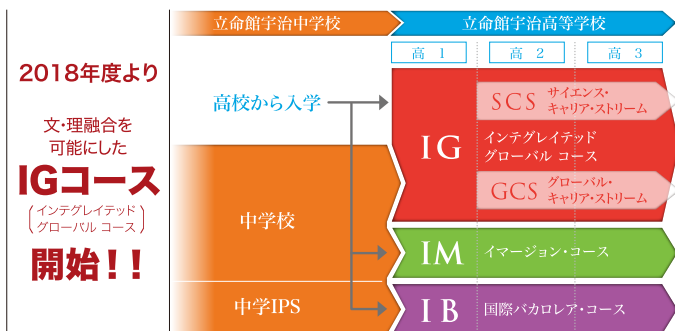 2018年度より
文・理融合を
可能にした
IGコース
(インテグレイテッド
グローバル コース)
開始！！
立命館宇治中学校
立命館宇治高等学校
高 1
高 2
高 3
高校から入学
中学校
中学IPS
SCS サイエンス・
キャリア・ストリーム
IG インテグレイテッド
グローバル コース
GCS グローバル・
キャリア・ストリーム
IM イマージョン・コース
IB 国際バカロレア・コース